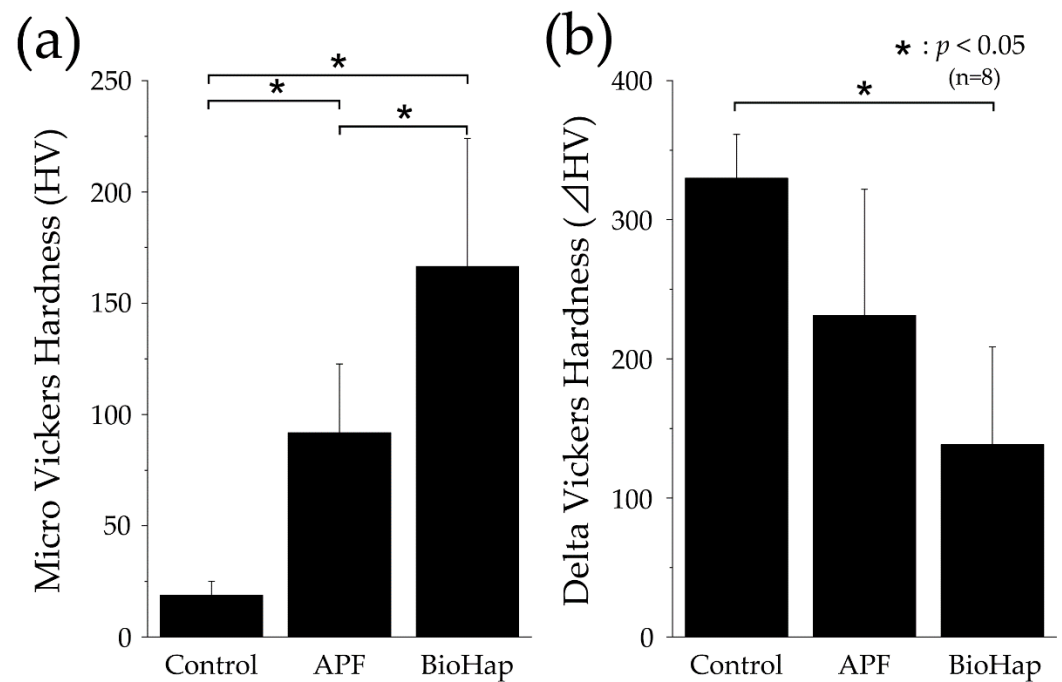 (a)
*
*
*
Micro Vickers Hardness (HV)
250
200
150
100
50
0
Control APF BioHap
(b)
* : p < 0.05
(n=8)
*
Delta Vickers Hardness (⊿HV)
400
300
200
100
0
Control APF BioHap